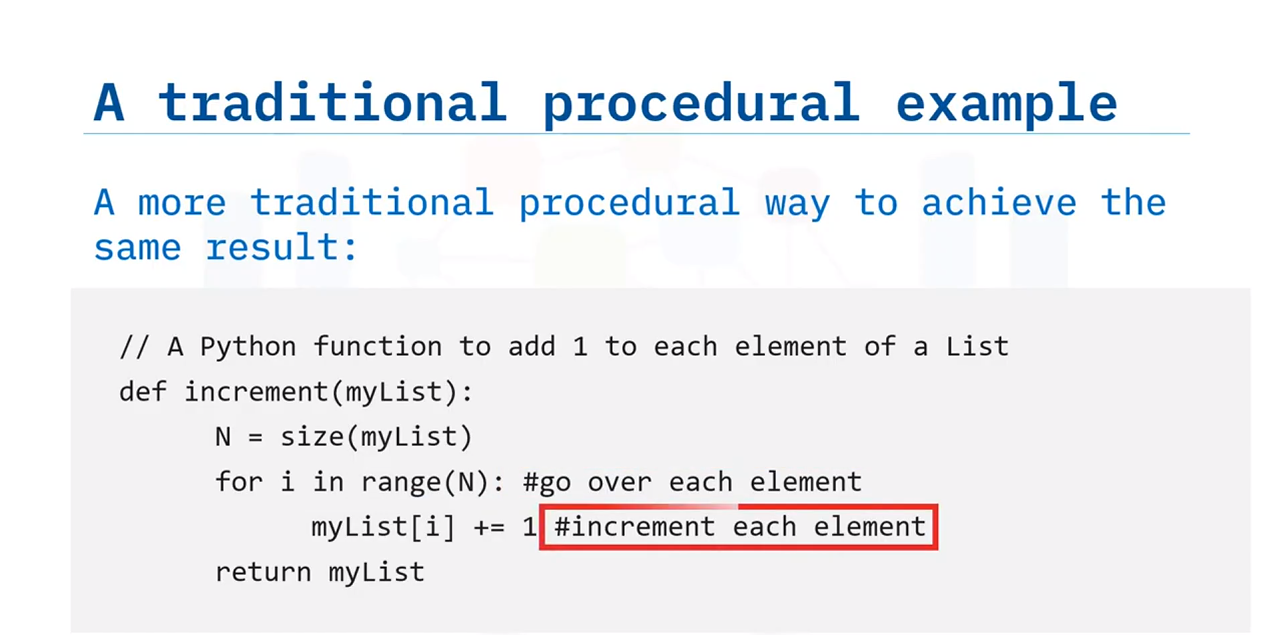 A traditional procedural example
A more traditional procedural way to achieve the
same result:
// A Python function to add 1 to each element of a List
def increment(myList):
N = size(myList)
for i in range(N): #go over each element
myList[i] += 1 #increment each element
return myList